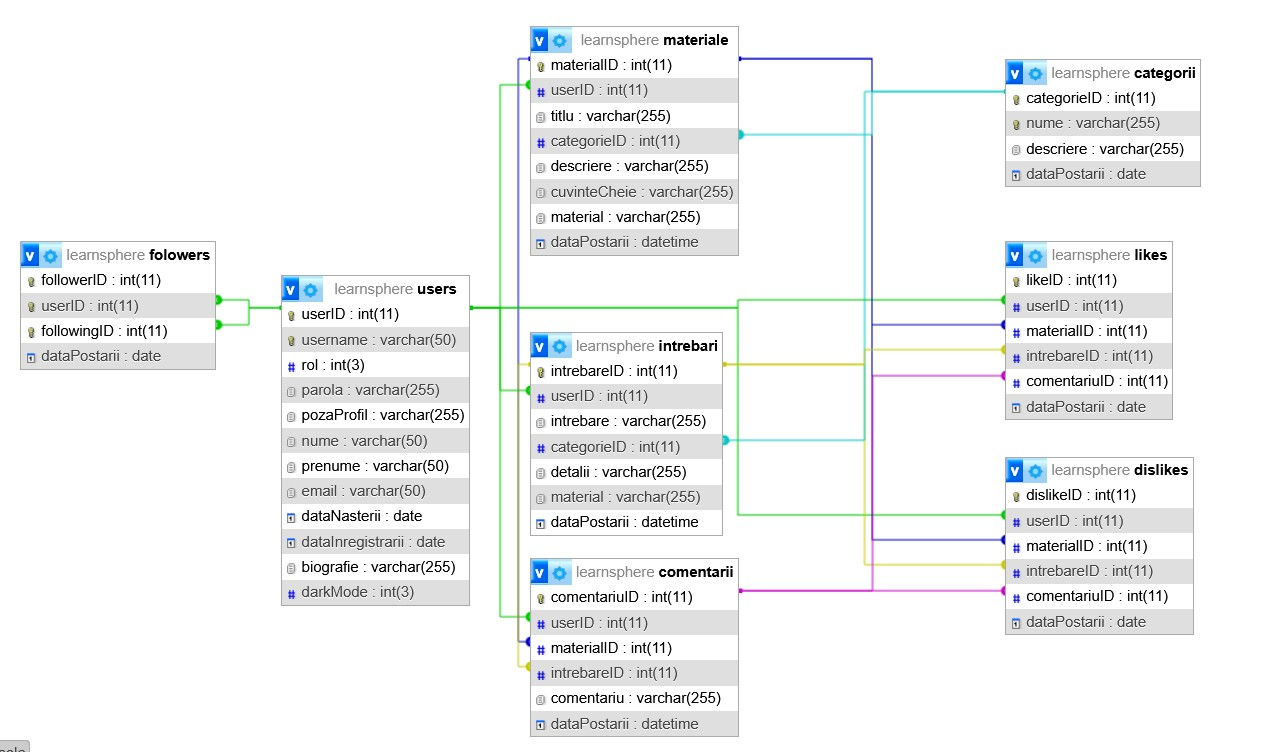 learnsphere materiale
materialID : int(11)
userID : int(11)
titlu : varchar(255)
categorieID : int(11)
descriere : varchar(255)
cuvinteCheie : varchar(255)
material : varchar(255)
dataPostarii : datetime
learnsphere categorii
categorieID : int(11)
nume : varchar(255)
descriere : varchar(255)
dataPostarii : date
learnsphere folowers
followerID : int(11)
userID : int(11)
followingID : int(11)
dataPostarii : date
learnsphere users
userID : int(11)
username : varchar(50)
rol : int(3)
parola : varchar(255)
pozaProfil : varchar(255)
nume : varchar(50)
prenume : varchar(50)
email : varchar(50)
dataNasterii : date
dataInregistrarii : date
biografie : varchar(255)
darkMode : int(3)
learnsphere intrebari
intrebareID : int(11)
userID : int(11)
intrebare : varchar(255)
categorieID : int(11)
detalii : varchar(255)
material : varchar(255)
dataPostarii : datetime
learnsphere likes
likeID : int(11)
userID : int(11)
materialID : int(11)
intrebareID : int(11)
comentariuID : int(11)
dataPostarii : date
learnsphere comentarii
comentariuID : int(11)
userID : int(11)
materialID : int(11)
intrebareID : int(11)
comentariu : varchar(255)
dataPostarii : datetime
learnsphere dislikes
dislikeID : int(11)
userID : int(11)
materialID : int(11)
intrebareID : int(11)
comentariuID : int(11)
dataPostarii : date